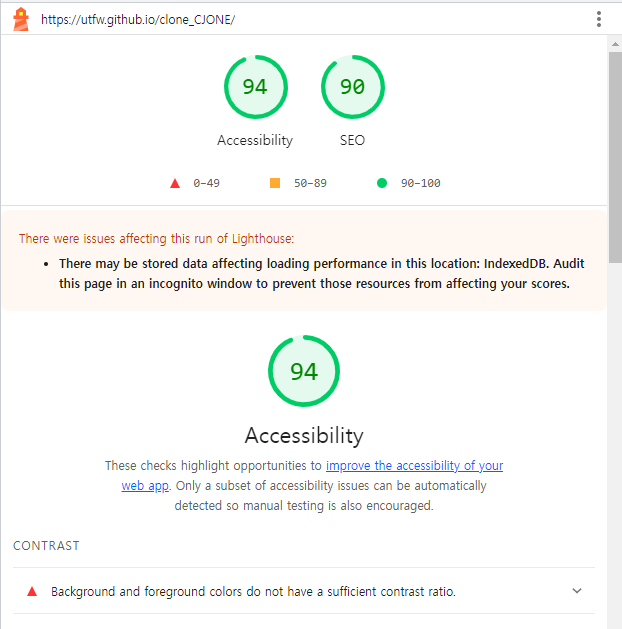 https://utfw.github.io/clone_CJONE/
94 90
Accessibility SEO
0–49 50–89 90–100
There were issues affecting this run of Lighthouse:
• There may be stored data affecting loading performance in this location: IndexedDB. Audit
this page in an incognito window to prevent those resources from affecting your scores.
94
Accessibility
These checks highlight opportunities to improve the accessibility of your
web app. Only a subset of accessibility issues can be automatically
detected so manual testing is also encouraged.
CONTRAST
Background and foreground colors do not have a sufficient contrast ratio.